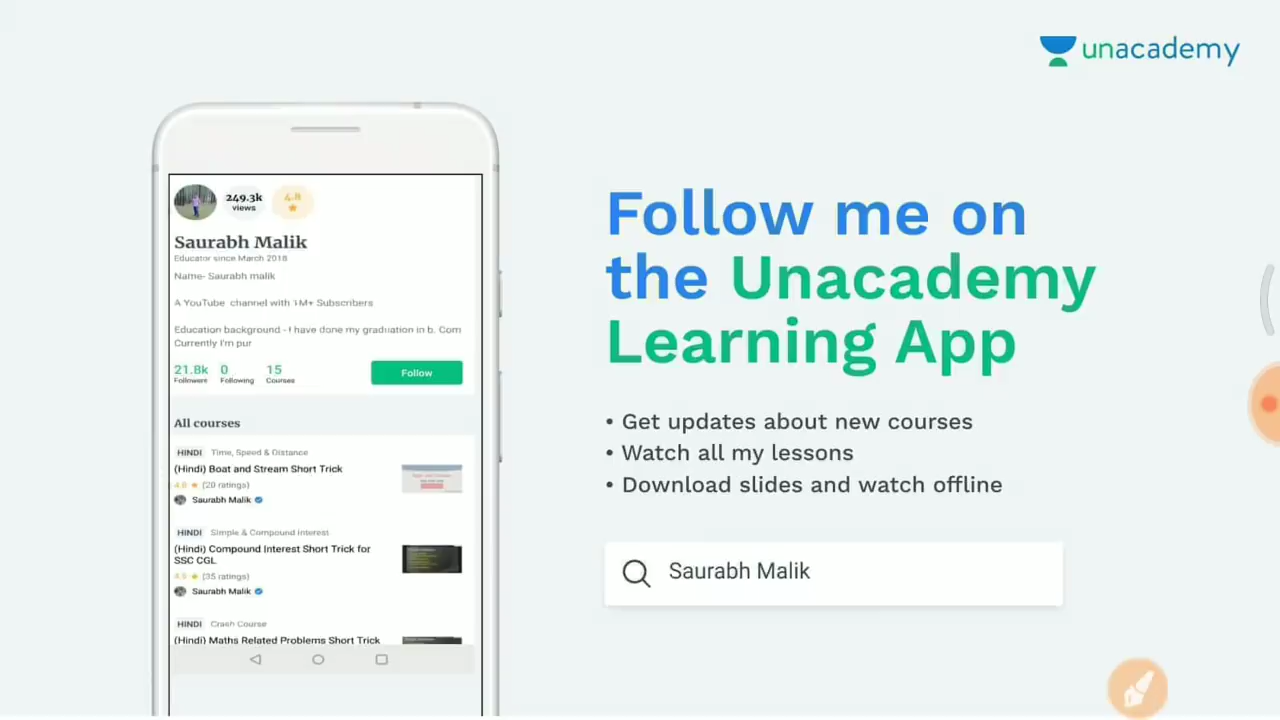 unacademy
249.3k
views
4.8
Saurabh Malik
Educator since March 2018
Name- Saurabh malik
A YouTube channel with 1M+ Subscribers
Education background - I have done my graduation in b. Com
Currently I'm pur
21.8k 0 15
Followers Following Courses
Follow
All courses
HINDI Time, Speed & Distance
(Hindi) Boat and Stream Short Trick
4.8 (20 ratings)
Saurabh Malik
HINDI Simple & Compound Interest
(Hindi) Compound Interest Short Trick for
SSC CGL
4.8 (35 ratings)
Saurabh Malik
HINDI Crash Course
(Hindi) Maths Related Problems Short Trick
Follow me on
the Unacademy
Learning App
• Get updates about new courses
• Watch all my lessons
• Download slides and watch offline
Saurabh Malik